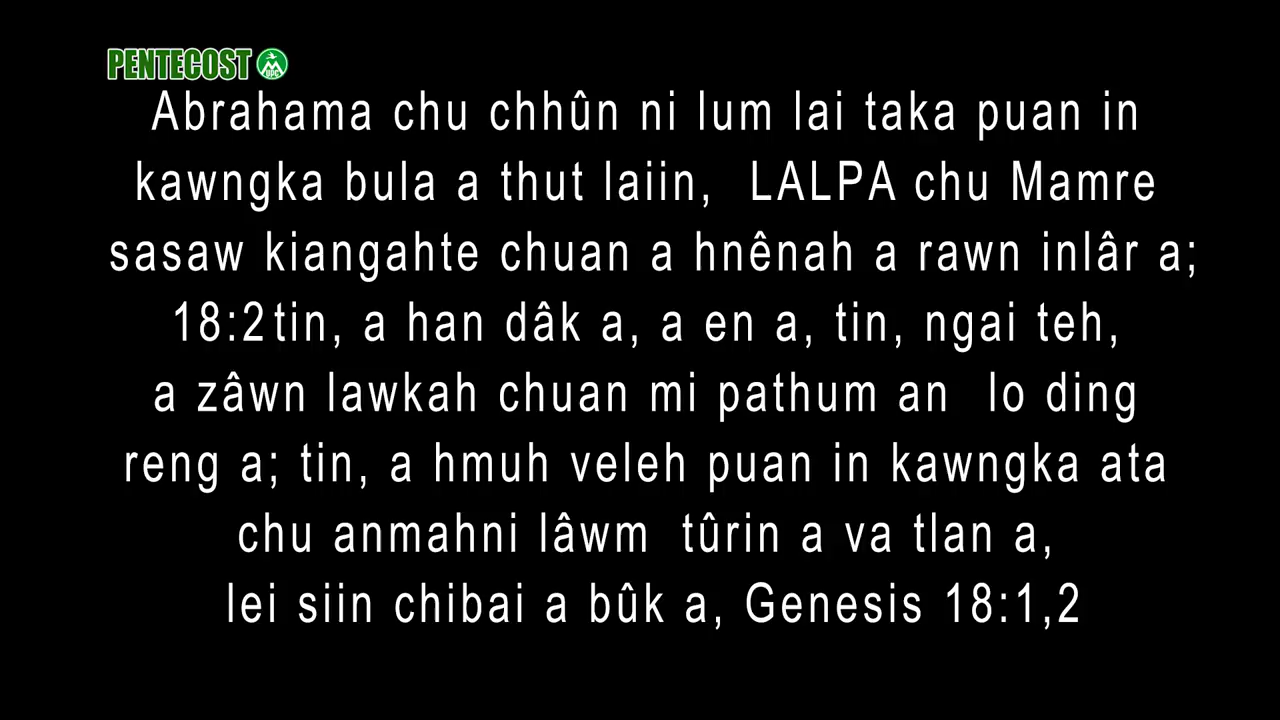 PENTECOST
UPC
Abrahama chu chhûn ni lum lai taka puan in
kawngka bula a thut laiin, LALPA chu Mamre
sasaw kiangahte chuan a hnênah a rawn inlâr a;
18:2 tin, a han dâk a, a en a, tin, ngai teh,
a zâwn lawkah chuan mi pathum an lo ding
reng a; tin, a hmuh veleh puan in kawngka ata
chu anmahni lâwm tûrin a va tlan a,
lei siin chibai a bûk a, Genesis 18:1,2